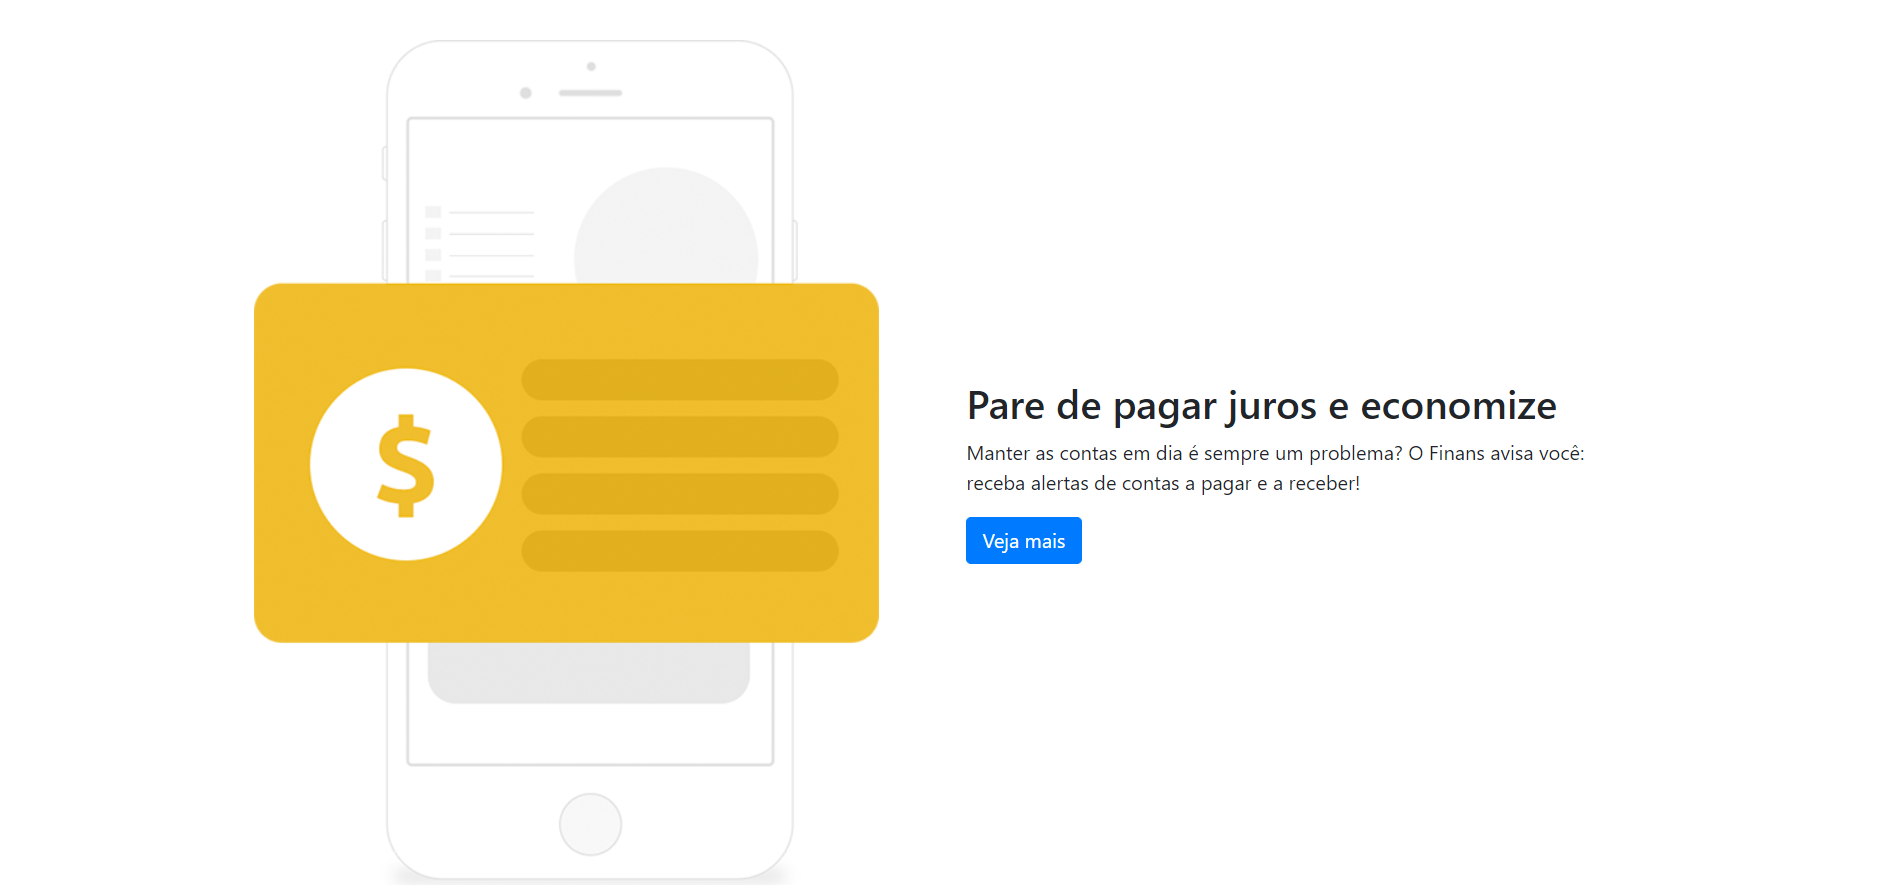 $
Pare de pagar juros e economize
Manter as contas em dia é sempre um problema? O Finans avisa você:
receba alertas de contas a pagar e a receber!
Veja mais